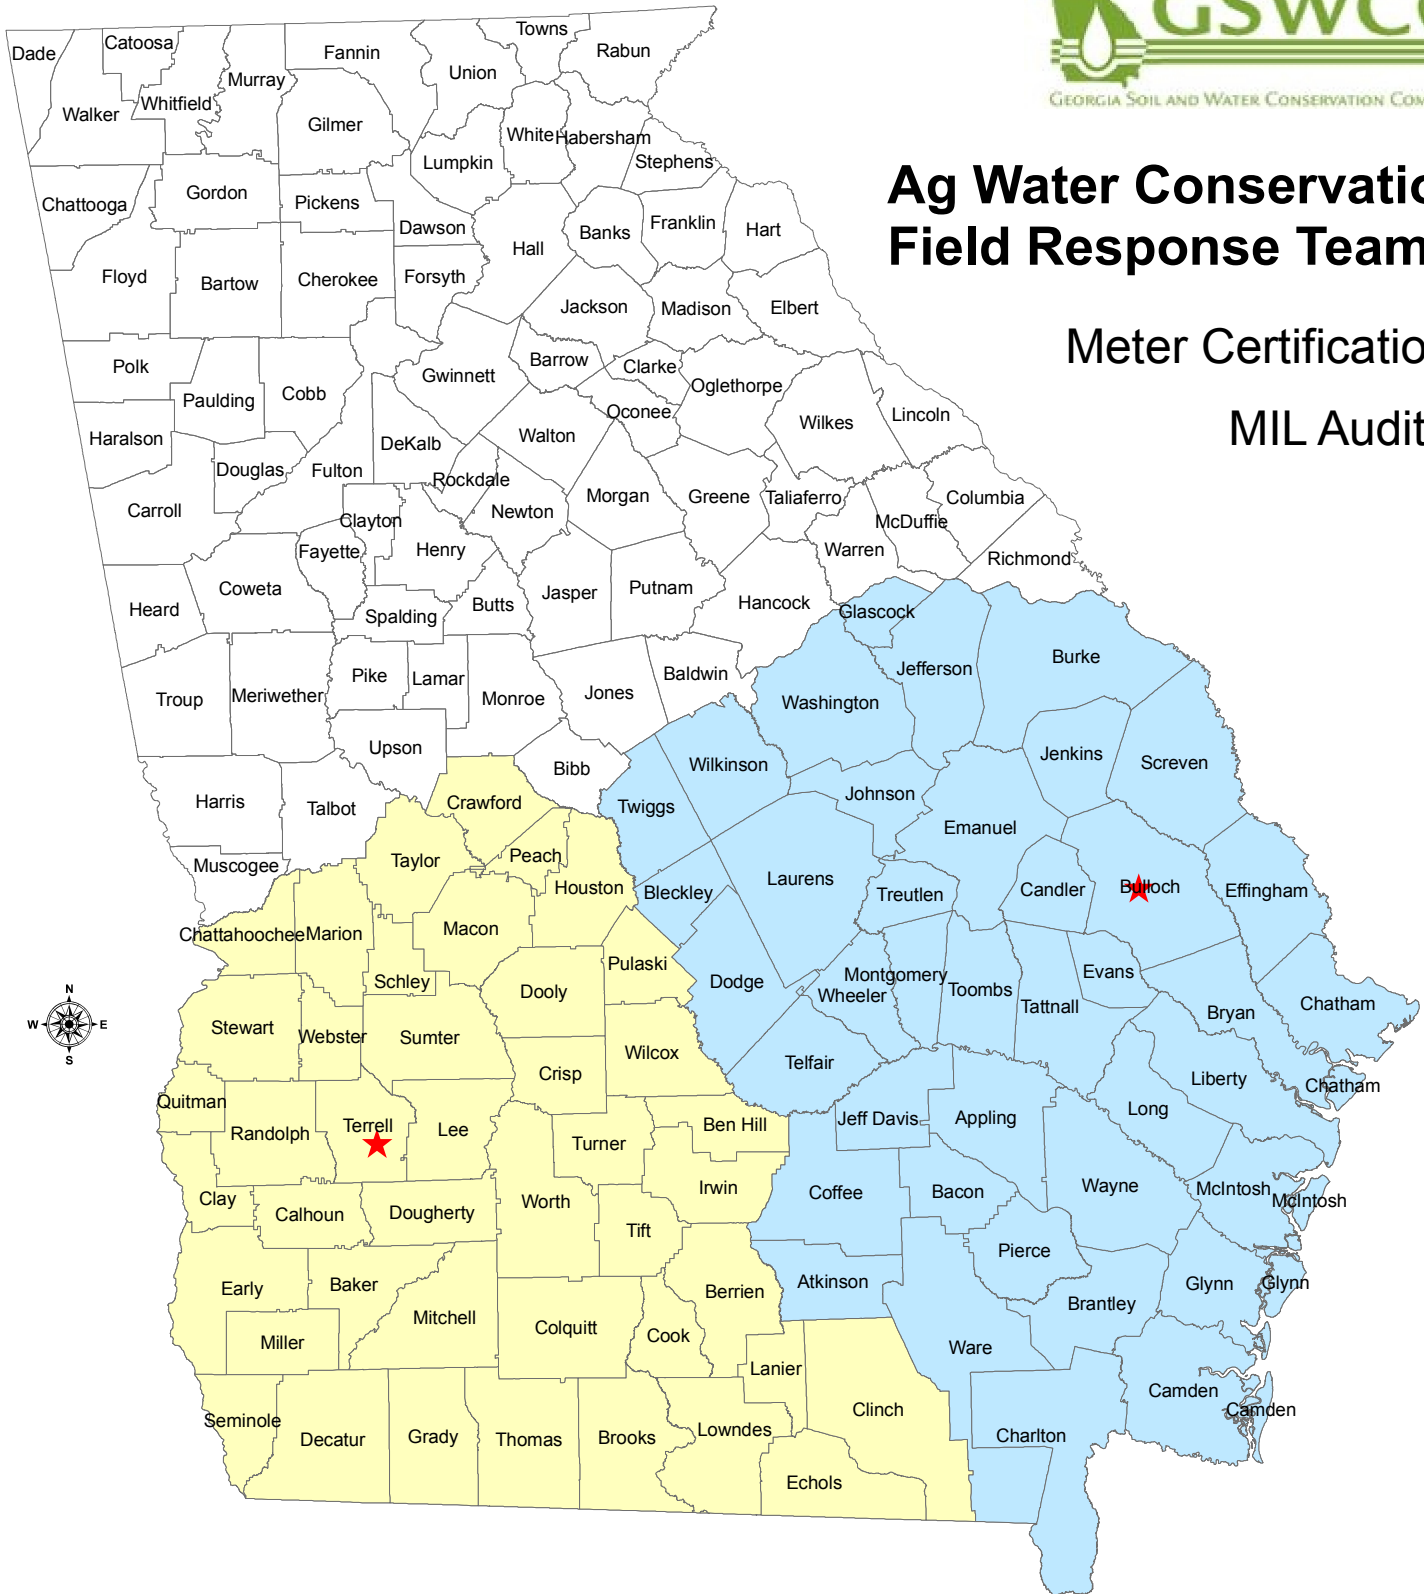 GSWCC
GEORGIA SOIL AND WATER CONSERVATION COM
Ag Water Conservatio
Field Response Team
Meter Certificatio
MIL Audit
Dade
Catoosa
Fannin
Towns
Rabun
Union
Murray
Walker
Whitfield
Gilmer
White
Habersham
Lumpkin
Stephens
Gordon
Chattooga
Pickens
Dawson
Hall
Banks
Franklin
Hart
Floyd
Bartow
Cherokee
Forsyth
Jackson
Madison
Elbert
Polk
Paulding
Cobb
Gwinnett
Barrow
Clarke
Oglethorpe
Oconee
Wilkes
Lincoln
Haralson
Douglas
Fulton
DeKalb
Rockdale
Walton
Morgan
Greene
Taliaferro
Columbia
Carroll
Clayton
Newton
McDuffie
Fayette
Henry
Warren
Richmond
Heard
Coweta
Spalding
Butts
Jasper
Putnam
Hancock
Glascock
Troup
Meriwether
Pike
Lamar
Monroe
Jones
Baldwin
Washington
Jefferson
Burke
Upson
Bibb
Wilkinson
Jenkins
Screven
Harris
Talbot
Crawford
Twiggs
Johnson
Emanuel
Muscogee
Taylor
Peach
Houston
Bleckley
Laurens
Treutlen
Candler
Bulloch
Effingham
Chattahoochee
Marion
Macon
Schley
Pulaski
Dooly
Dodge
Montgomery
Wheeler
Toombs
Tattnall
Evans
Bryan
Chatham
N
W
E
S
Stewart
Webster
Sumter
Wilcox
Crisp
Telfair
Liberty
Chatham
Quitman
Randolph
Terrell
Lee
Turner
Ben Hill
Jeff Davis
Appling
Long
Clay
Calhoun
Dougherty
Worth
Irwin
Tift
Coffee
Bacon
Wayne
McIntosh
McIntosh
Early
Baker
Mitchell
Berrien
Atkinson
Pierce
Brantley
Glynn
Glynn
Miller
Colquitt
Cook
Lanier
Ware
Camden
Camden
Seminole
Decatur
Grady
Thomas
Brooks
Lowndes
Clinch
Charlton
Echols